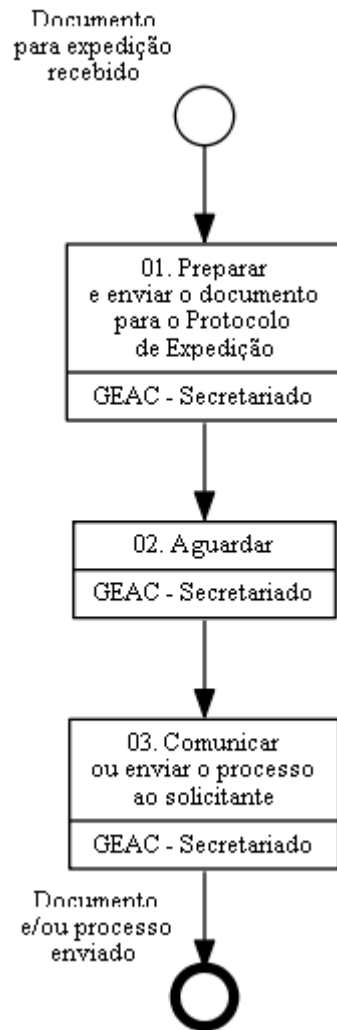 Documento
para expedição
recebido
01. Preparar
e enviar o documento
para o Protocolo
de Expedição
GEAC - Secretariado
02. Aguardar
GEAC - Secretariado
03. Comunicar
ou enviar o processo
ao solicitante
GEAC - Secretariado
Documento
e/ou processo
enviado